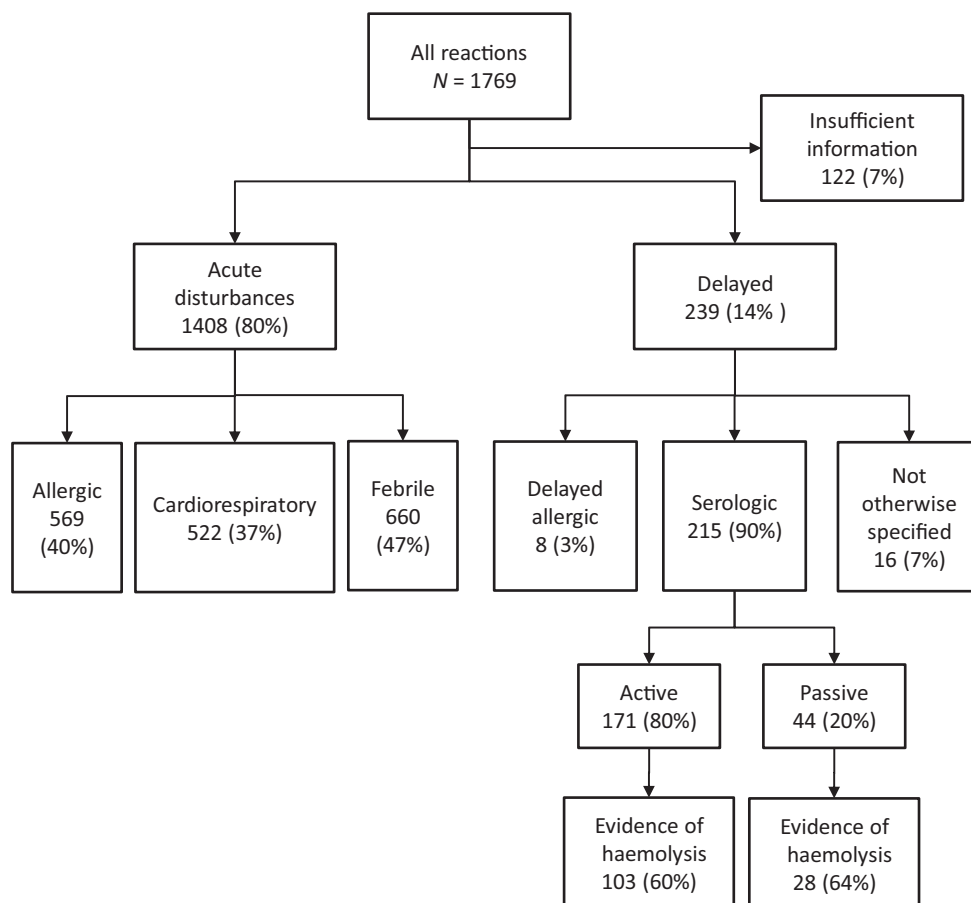 All reactions
N = 1769
Insufficient
information
122 (7%)
Acute
disturbances
1408 (80%)
Delayed
239 (14% )
Allergic
569
(40%)
Cardiorespiratory
522 (37%)
Febrile
660
(47%)
Delayed
allergic
8 (3%)
Serologic
215 (90%)
Not
otherwise
specified
16 (7%)
Active
171 (80%)
Passive
44 (20%)
Evidence of
haemolysis
103 (60%)
Evidence of
haemolysis
28 (64%)